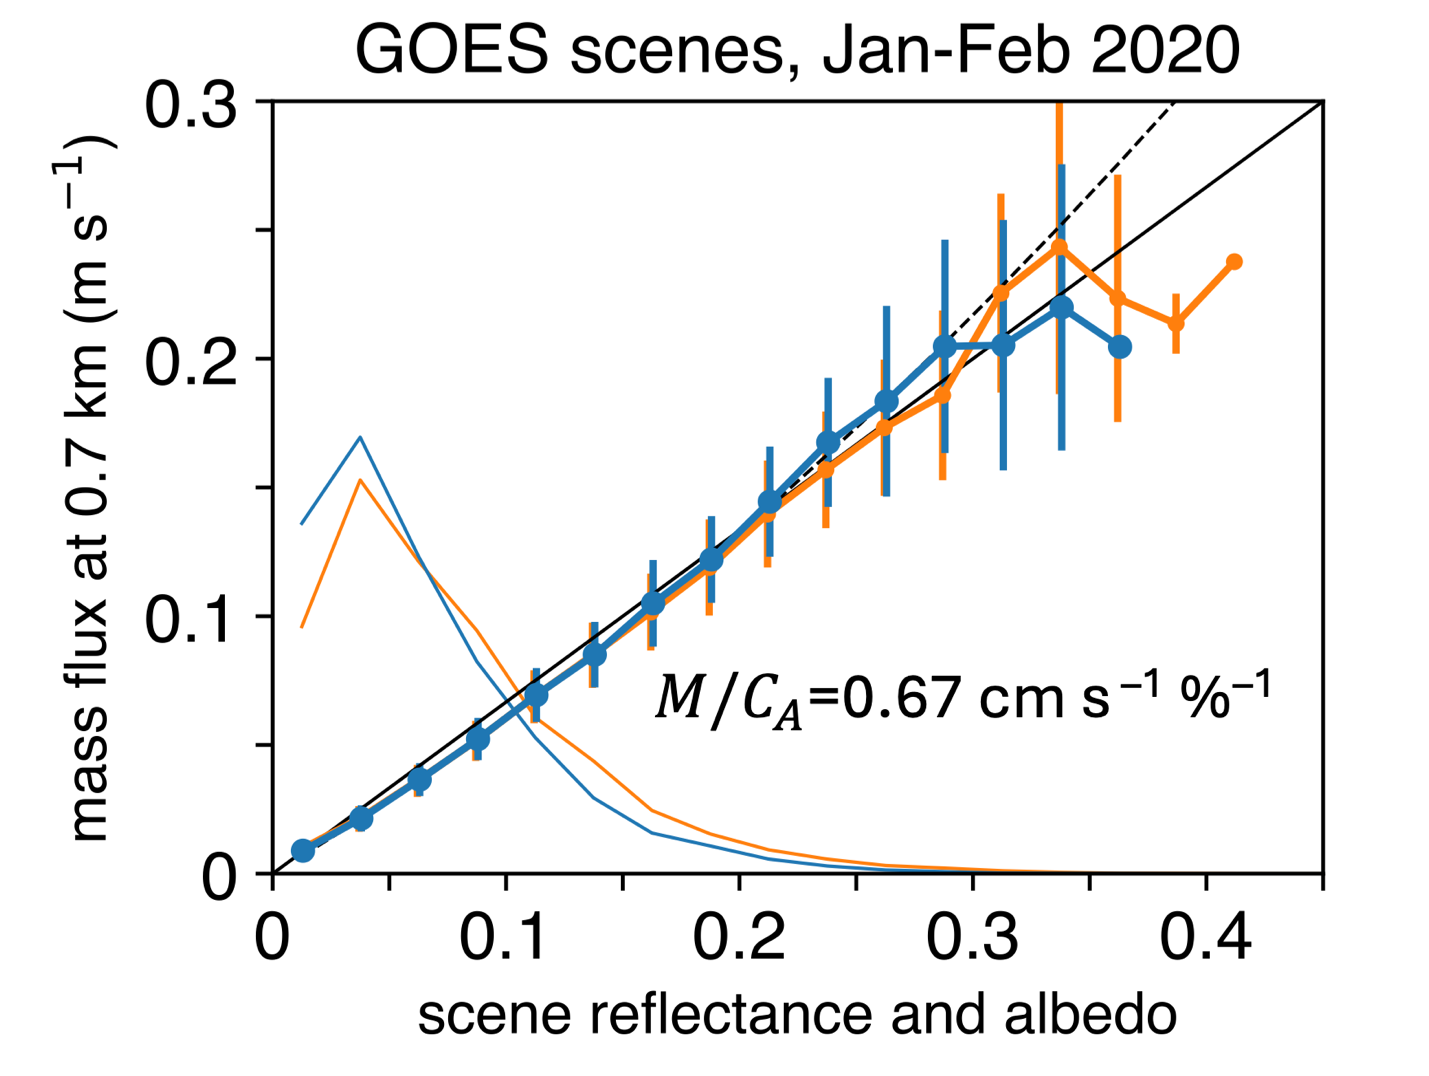 GOES scenes, Jan-Feb 2020
0.3
0.2
0.1
0
mass flux at 0.7 km (m s⁻¹)
M/C_A=0.67 cm s⁻¹ %⁻¹
0 0.1 0.2 0.3 0.4
scene reflectance and albedo